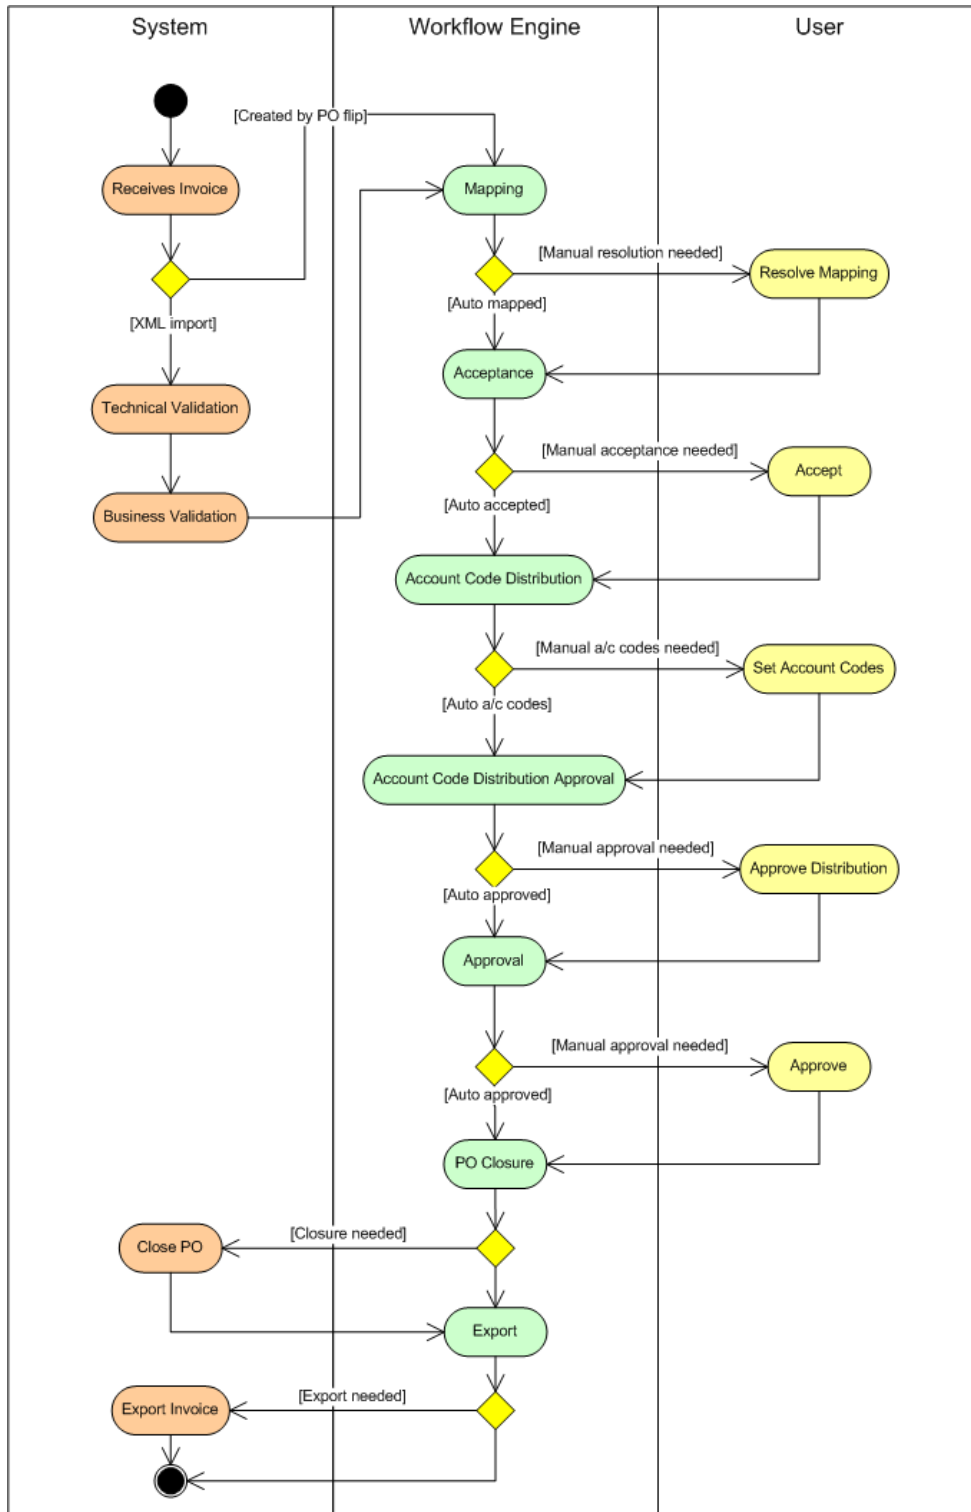 System
Workflow Engine
User
[Created by PO flip]
Receives Invoice
Mapping
[Manual resolution needed]
Resolve Mapping
[Auto mapped]
[XML import]
Acceptance
Technical Validation
[Manual acceptance needed]
Accept
[Auto accepted]
Business Validation
Account Code Distribution
[Manual a/c codes needed]
Set Account Codes
[Auto a/c codes]
Account Code Distribution Approval
[Manual approval needed]
Approve Distribution
[Auto approved]
Approval
[Manual approval needed]
Approve
[Auto approved]
PO Closure
[Closure needed]
Close PO
Export
[Export needed]
Export Invoice